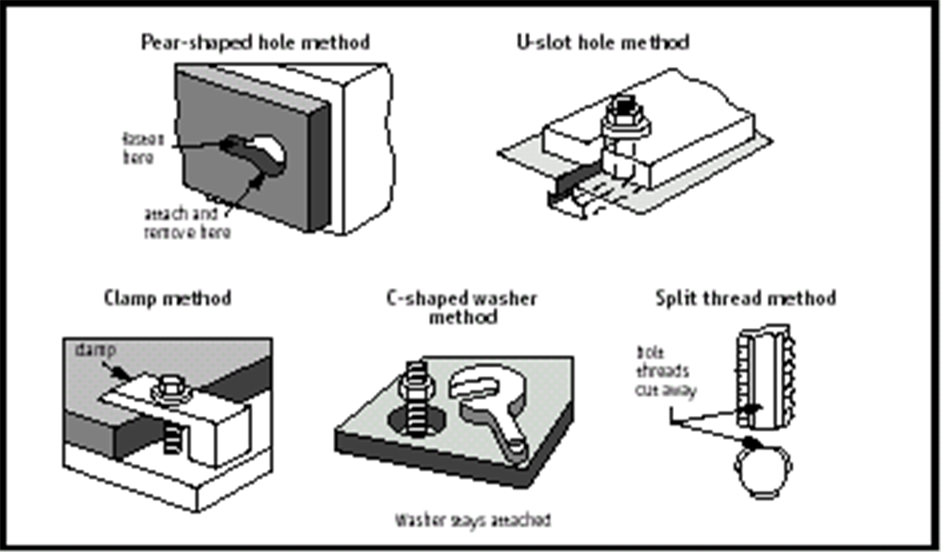 Pear-shaped hole method
U-slot hole method
fasten
here
attach and
remove here
Clamp method
C-shaped washer
method
Split thread method
clamp
bolt
threads
cut away
Washer stays attached